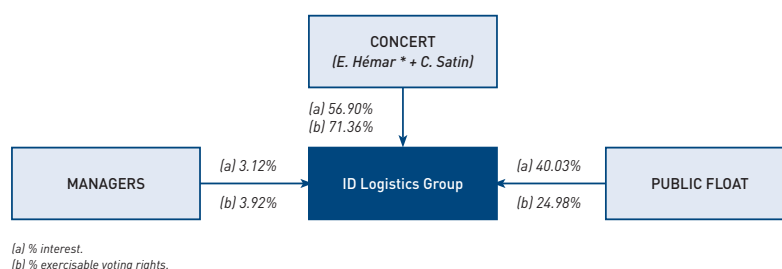 CONCERT
(E. Hémar * + C. Satin)
(a) 56.90%
(b) 71.36%
MANAGERS
(a) 3.12%
(b) 3.92%
ID Logistics Group
(a) 40.03%
(b) 24.98%
PUBLIC FLOAT
(a) % interest.
(b) % exercisable voting rights.